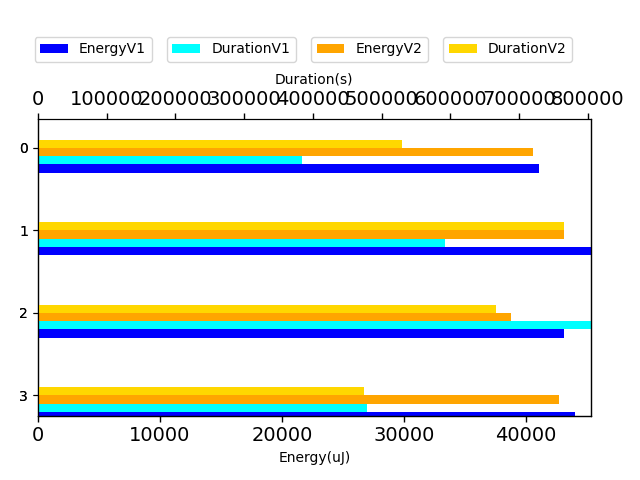 EnergyV1 DurationV1 EnergyV2 DurationV2
Duration(s)
0 100000 200000 300000 400000 500000 600000 700000 800000
0
1
2
3
0 10000 20000 30000 40000
Energy(uJ)